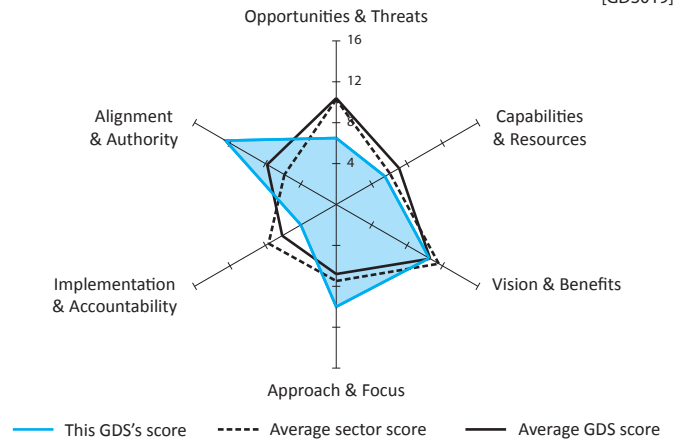 Opportunities & Threats
16
12
8
4
Alignment
& Authority
Capabilities
& Resources
Implementation
& Accountability
Vision & Benefits
Approach & Focus
This GDS's score
Average sector score
Average GDS score